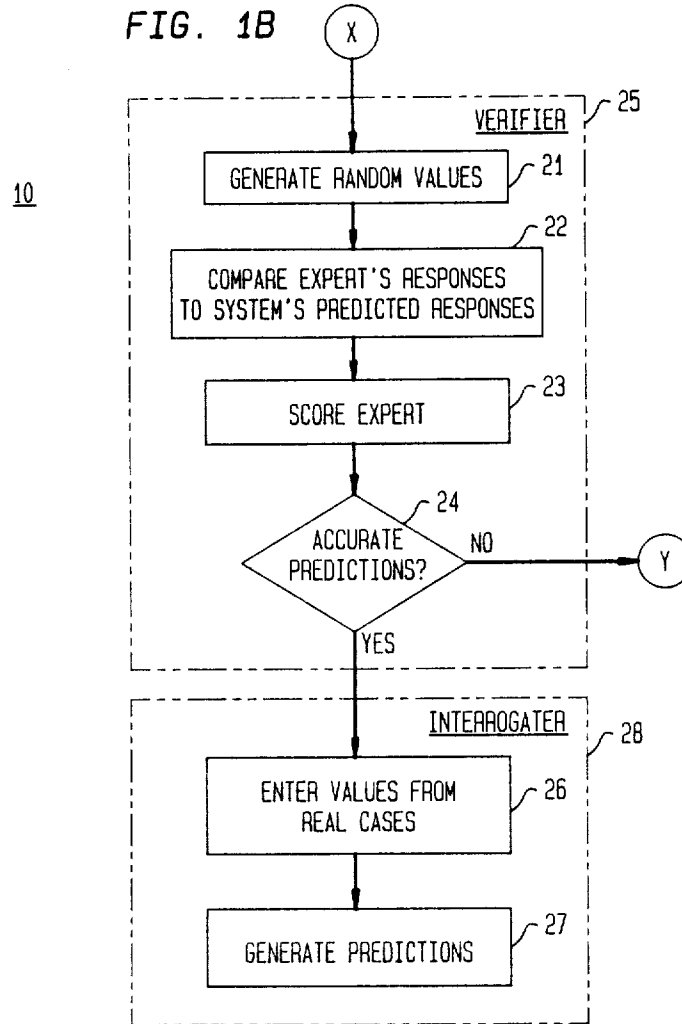 FIG. 1B
X
25
VERIFIER
10
GENERATE RANDOM VALUES
21
22
COMPARE EXPERT'S RESPONSES
TO SYSTEM'S PREDICTED RESPONSES
23
SCORE EXPERT
24
ACCURATE
PREDICTIONS?
NO
Y
YES
INTERROGATER
28
ENTER VALUES FROM
REAL CASES
26
GENERATE PREDICTIONS
27